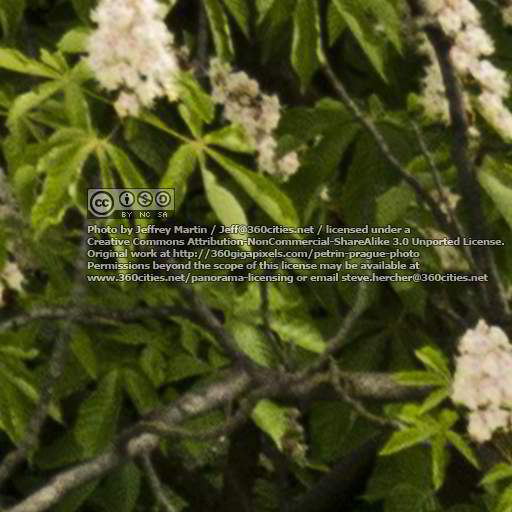 cc
BY NC SA
Photo by Jeffrey Martin / Jeff@360cities.net / licensed under a
Creative Commons Attribution-NonCommercial-ShareAlike 3.0 Unported License.
Original work at http://360gigapixels.com/petrin-prague-photo
Permissions beyond the scope of this license may be available at
www.360cities.net/panorama-licensing or email steve.hercher@360cities.net